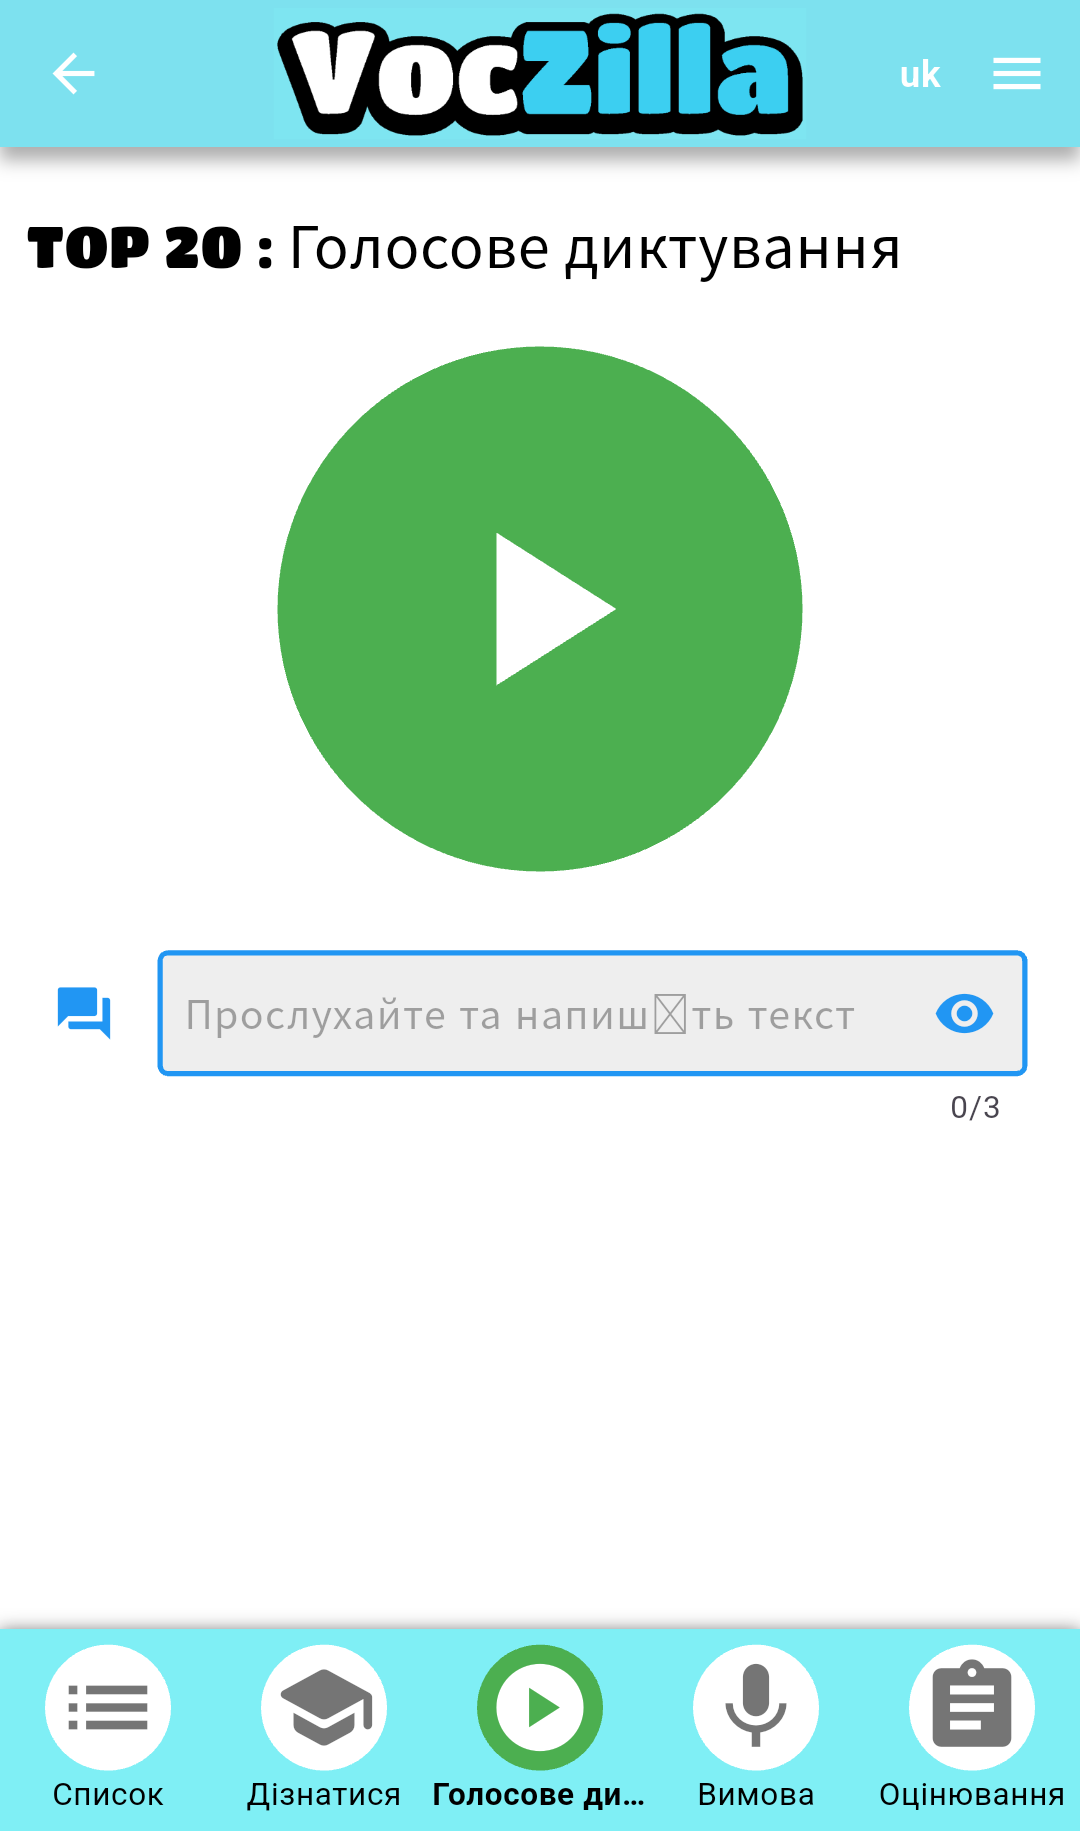 VocZilla
uk
TOP 20 : Голосове диктування
Прослухайте та напиш▯ть текст
0/3
Список
Дізнатися
Голосове ди...
Вимова
Оцінювання